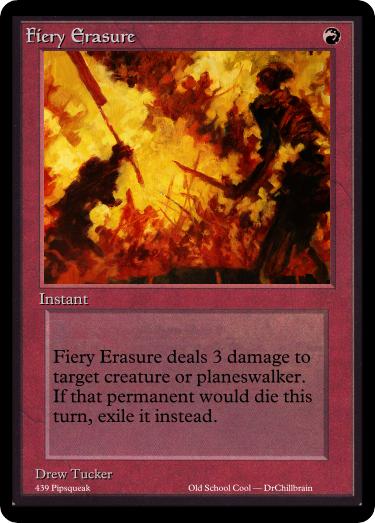 Fiery Erasure
Instant
Fiery Erasure deals 3 damage to
target creature or planeswalker.
If that permanent would die this
turn, exile it instead.
Drew Tucker
439 Pipsqueak
Old School Cool — DrChillbrain